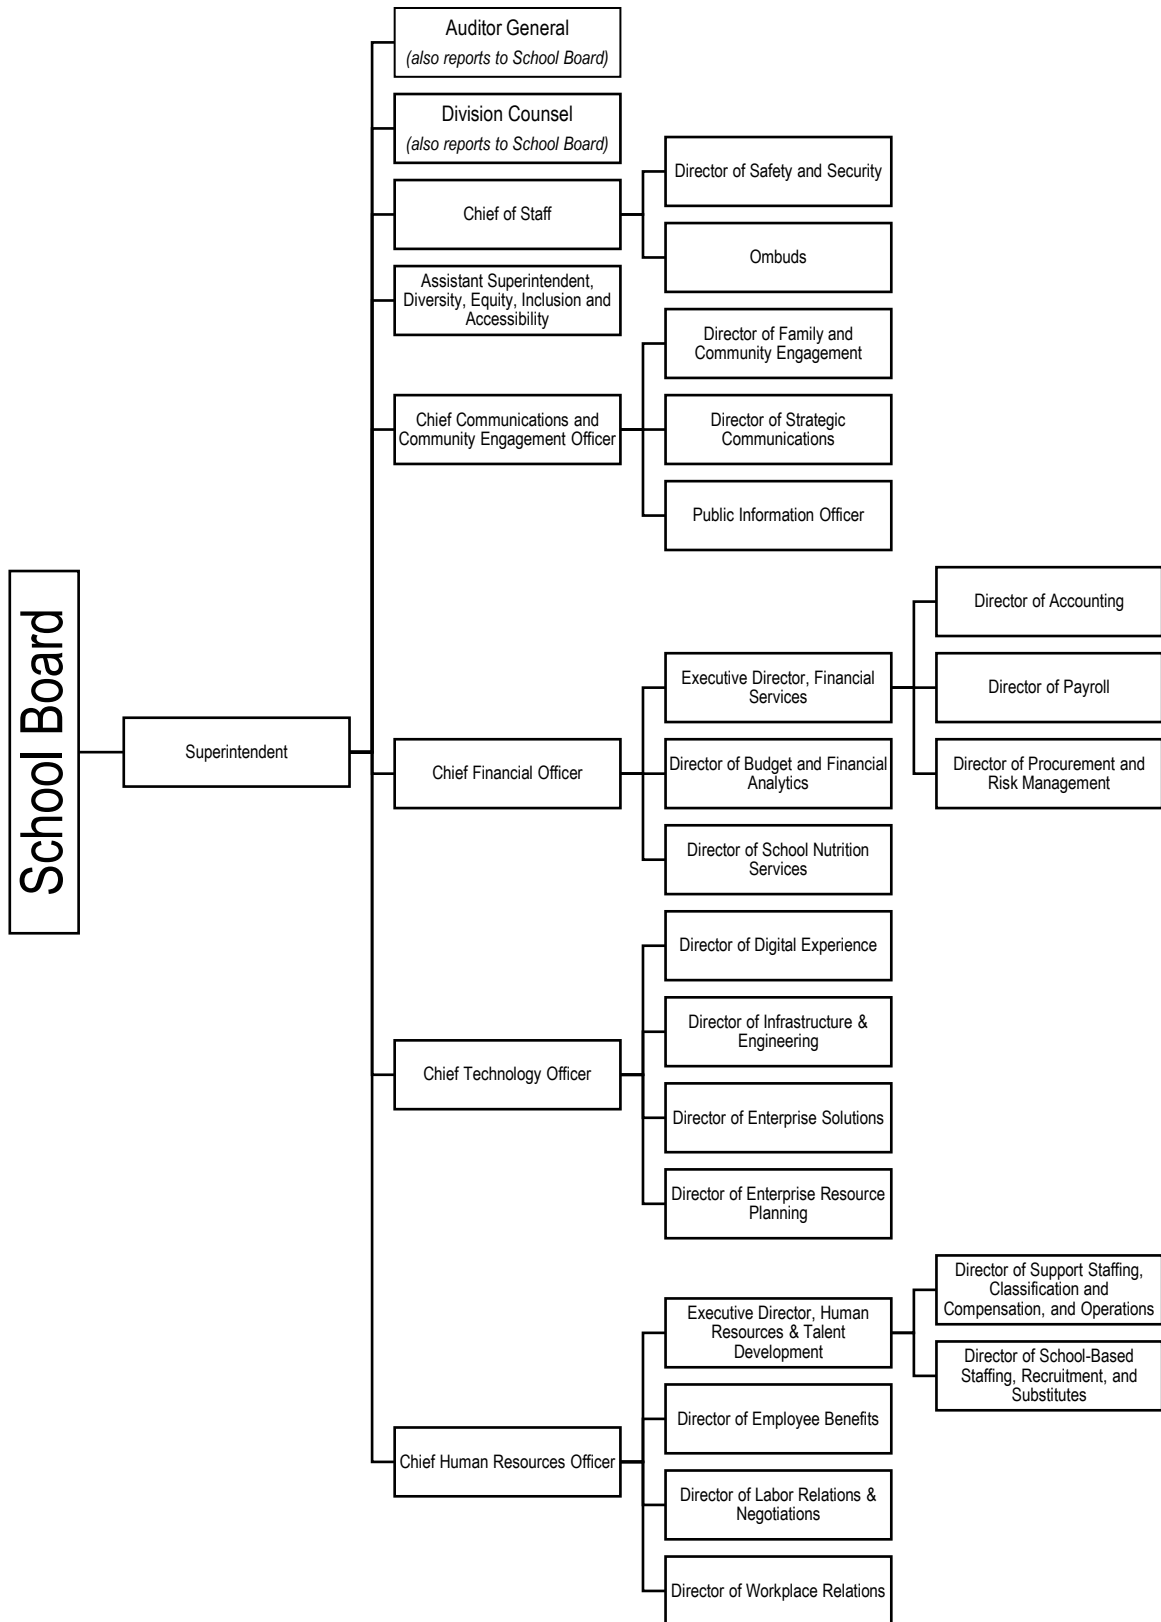 School Board
Superintendent
Auditor General
(also reports to School Board)
Division Counsel
(also reports to School Board)
Chief of Staff
Director of Safety and Security
Ombuds
Assistant Superintendent,
Diversity, Equity, Inclusion and
Accessibility
Chief Communications and
Community Engagement Officer
Director of Family and
Community Engagement
Director of Strategic
Communications
Public Information Officer
Chief Financial Officer
Executive Director, Financial
Services
Director of Accounting
Director of Payroll
Director of Procurement and
Risk Management
Director of Budget and Financial
Analytics
Director of School Nutrition
Services
Chief Technology Officer
Director of Digital Experience
Director of Infrastructure &
Engineering
Director of Enterprise Solutions
Director of Enterprise Resource
Planning
Chief Human Resources Officer
Executive Director, Human
Resources & Talent
Development
Director of Support Staffing,
Classification and
Compensation, and Operations
Director of School-Based
Staffing, Recruitment, and
Substitutes
Director of Employee Benefits
Director of Labor Relations &
Negotiations
Director of Workplace Relations